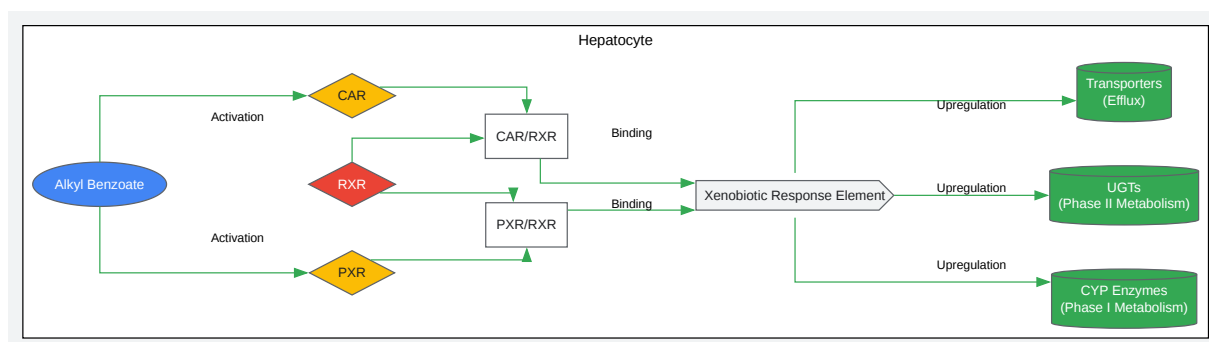 Hepatocyte
Transporters
(Efflux)
CAR
Upregulation
Activation
Binding
CAR/RXR
Alkyl Benzoate
RXR
Xenobiotic Response Element
Upregulation
UGTs
(Phase II Metabolism)
Binding
PXR/RXR
Activation
PXR
Upregulation
CYP Enzymes
(Phase I Metabolism)